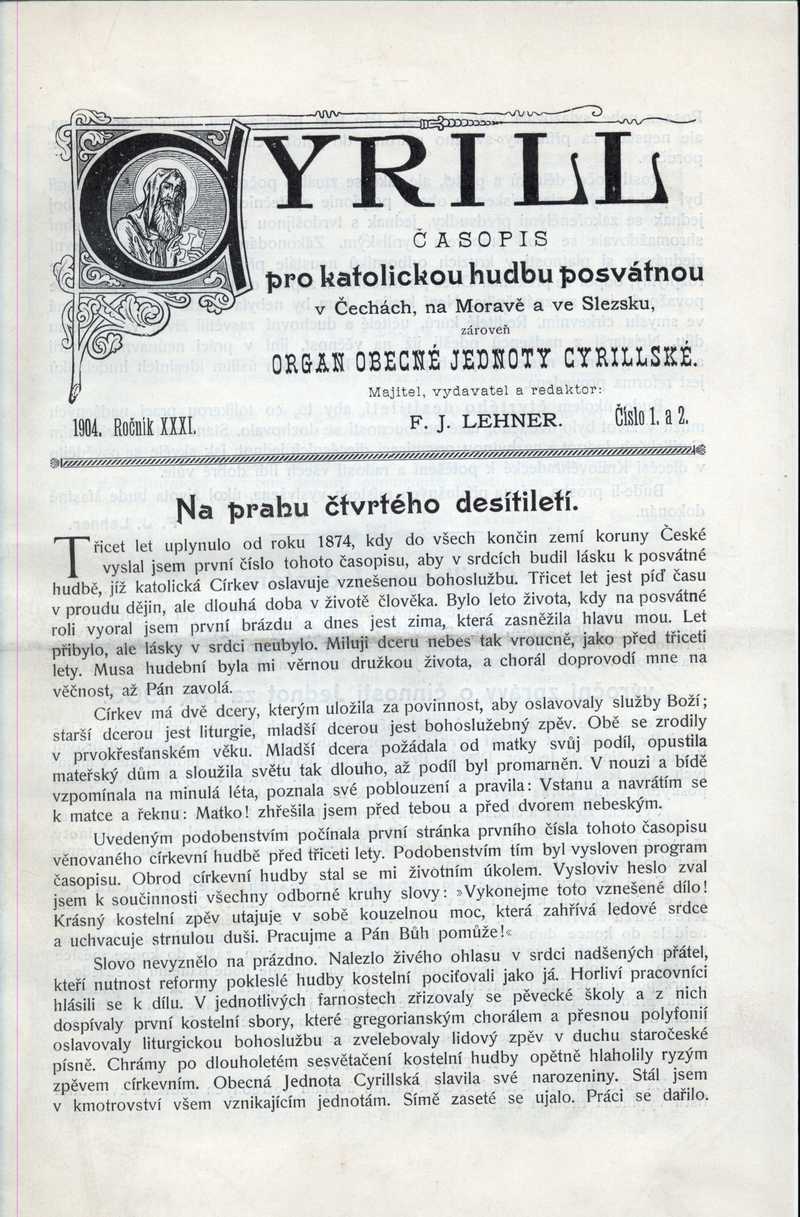 CYRILL
ČASOPIS
pro katolickou hudbu posvátnou
v Čechách, na Moravě a ve Slezsku,
zároveň
ORGAN OBECNÉ JEDNOTY CYRILLSKÉ.
Majitel, vydavatel a redaktor:
1904. Ročník XXXI. F. J. LEHNER. Číslo 1. a 2.
Na prahu čtvrtého desítiletí.
Třicet let uplynulo od roku 1874, kdy do všech končin zemí koruny České
vyslal jsem první číslo tohoto časopisu, aby v srdcích budil lásku k posvátné
hudbě, jíž katolická Církev oslavuje vznešenou bohoslužbu. Třicet let jest píď času
v proudu dějin, ale dlouhá doba v životě člověka. Bylo leto života, kdy na posvátné
roli vyoral jsem první brázdu a dnes jest zima, která zasněžila hlavu mou. Let
přibylo, ale lásky v srdci neubylo. Miluji dceru nebes tak vroucně, jako před třiceti
lety. Musa hudební byla mi věrnou družkou života, a chorál doprovodí mne na
věčnost, až Pán zavolá.
Církev má dvě dcery, kterým uložila za povinnost, aby oslavovaly služby Boží;
starší dcerou jest liturgie, mladší dcerou jest bohoslužebný zpěv. Obě se zrodily
v prvokřesťanském věku. Mladší dcera požádala od matky svůj podíl, opustila
mateřský dům a sloužila světu tak dlouho, až podíl byl promarněn. V nouzi a bídě
vzpomínala na minulá léta, poznala své poblouzení a pravila: Vstanu a navrátím se
k matce a řeknu: Matko! zhřešila jsem před tebou a před dvorem nebeským.
Uvedeným podobenstvím počínala první stránka prvního čísla tohoto časopisu
věnovaného církevní hudbě před třiceti lety. Podobenstvím tím byl vysloven program
časopisu. Obrod církevní hudby stal se mi životním úkolem. Vysloviv heslo zval
jsem k součinnosti všechny odborné kruhy slovy: »Vykonejme toto vznešené dílo!
Krásný kostelní zpěv utajuje v sobě kouzelnou moc, která zahřívá ledové srdce
a uchvacuje strnulou duši. Pracujme a Pán Bůh pomůže!«
Slovo nevyznělo na prázdno. Nalezlo živého ohlasu v srdci nadšených přátel,
kteří nutnost reformy pokleslé hudby kostelní pociťovali jako já. Horliví pracovníci
hlásili se k dílu. V jednotlivých farnostech zřizovaly se pěvecké školy a z nich
dospívaly první kostelní sbory, které gregorianským chorálem a přesnou polyfonií
oslavovaly liturgickou bohoslužbu a zvelebovaly lidový zpěv v duchu staročeské
písně. Chrámy po dlouholetém sesvětačení kostelní hudby opětně hlaholily ryzým
zpěvem církevním. Obecná Jednota Cyrillská slavila své narozeniny. Stál jsem
v kmotrovství všem vznikajícím jednotám. Símě zaseté se ujalo. Práci se dařilo.